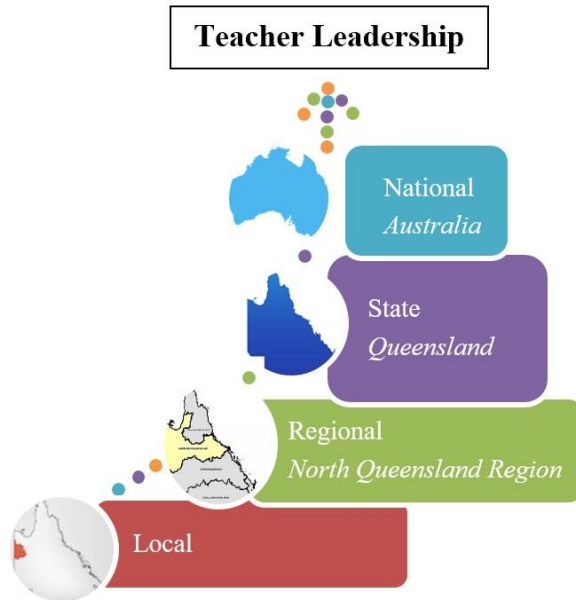 Teacher Leadership
National
Australia
State
Queensland
Regional
North Queensland Region
Local